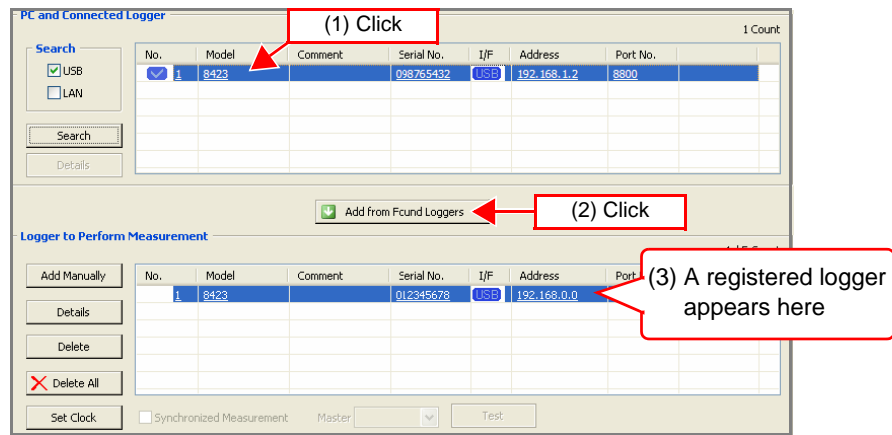 PC and Connected Logger
(1) Click
1 Count
Search
USB
LAN
Search
Details
No. Model Comment Serial No. I/F Address Port No.
1 8423 098765432 USB 192.168.1.2 8800
Add from Found Loggers
(2) Click
Logger to Perform Measurement
Add Manually
Details
Delete
Delete All
Set Clock
No. Model Comment Serial No. I/F Address Port
1 8423 012345678 USB 192.168.0.0
(3) A registered logger
appears here
Synchronized Measurement Master Test